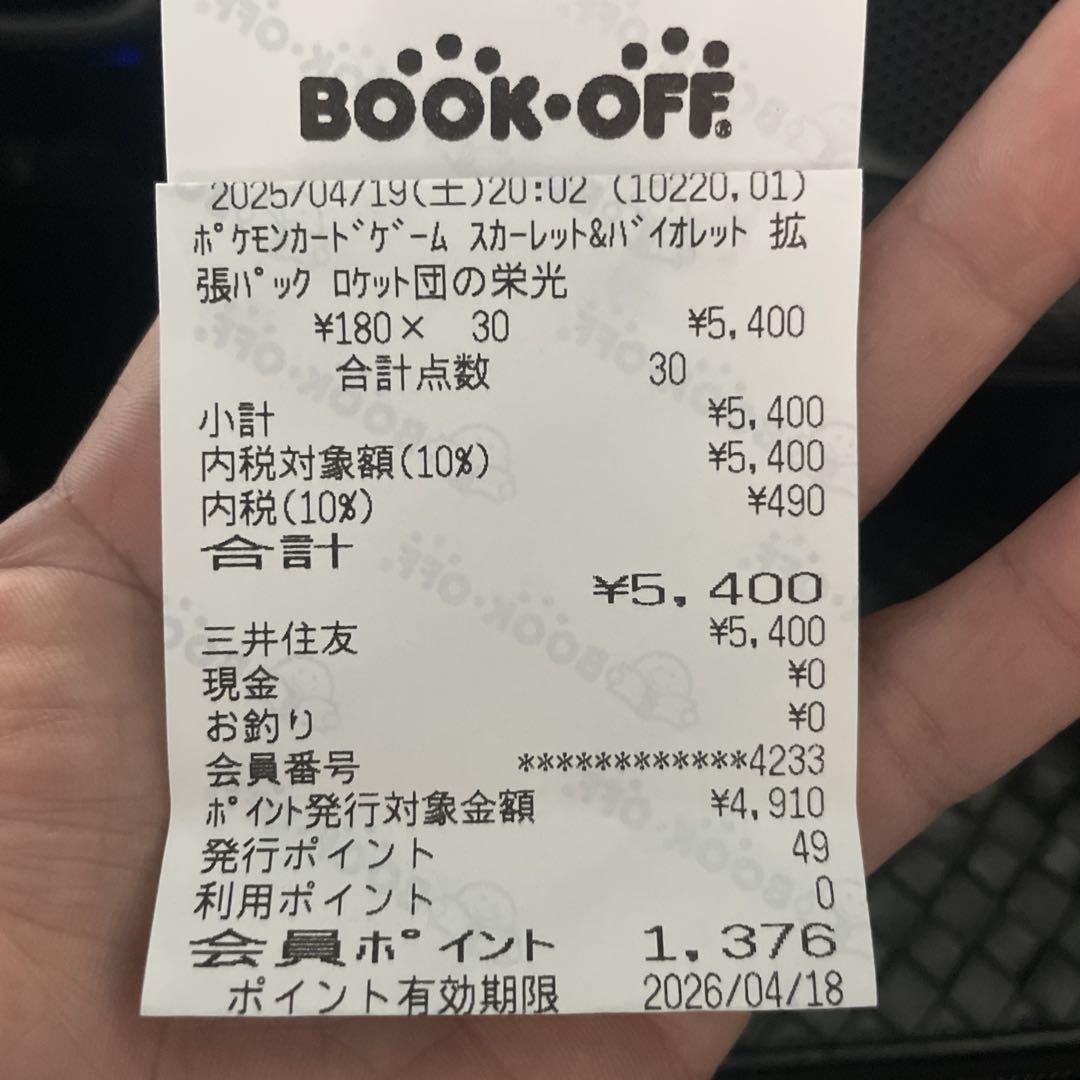 BOOK・OFF®
2025/04/19(土)20:02 (10220,01)
ﾎﾟｹﾓﾝｶｰﾄﾞｹﾞｰﾑ ｽｶｰﾚｯﾄ&ﾊﾞｲｵﾚｯﾄ 拡
張ﾊﾟｯｸ ﾛｹｯﾄ団の栄光
¥180× 30 ¥5,400
合計点数 30
小計 ¥5,400
内税対象額(10%) ¥5,400
内税(10%) ¥490
合計
¥5,400
三井住友 ¥5,400
現金 ¥0
お釣り ¥0
会員番号 ************4233
ﾎﾟｲﾝﾄ発行対象金額 ¥4,910
発行ポイント 49
利用ポイント 0
会員ﾎﾟｲﾝﾄ 1,376
ポイント有効期限 2026/04/18